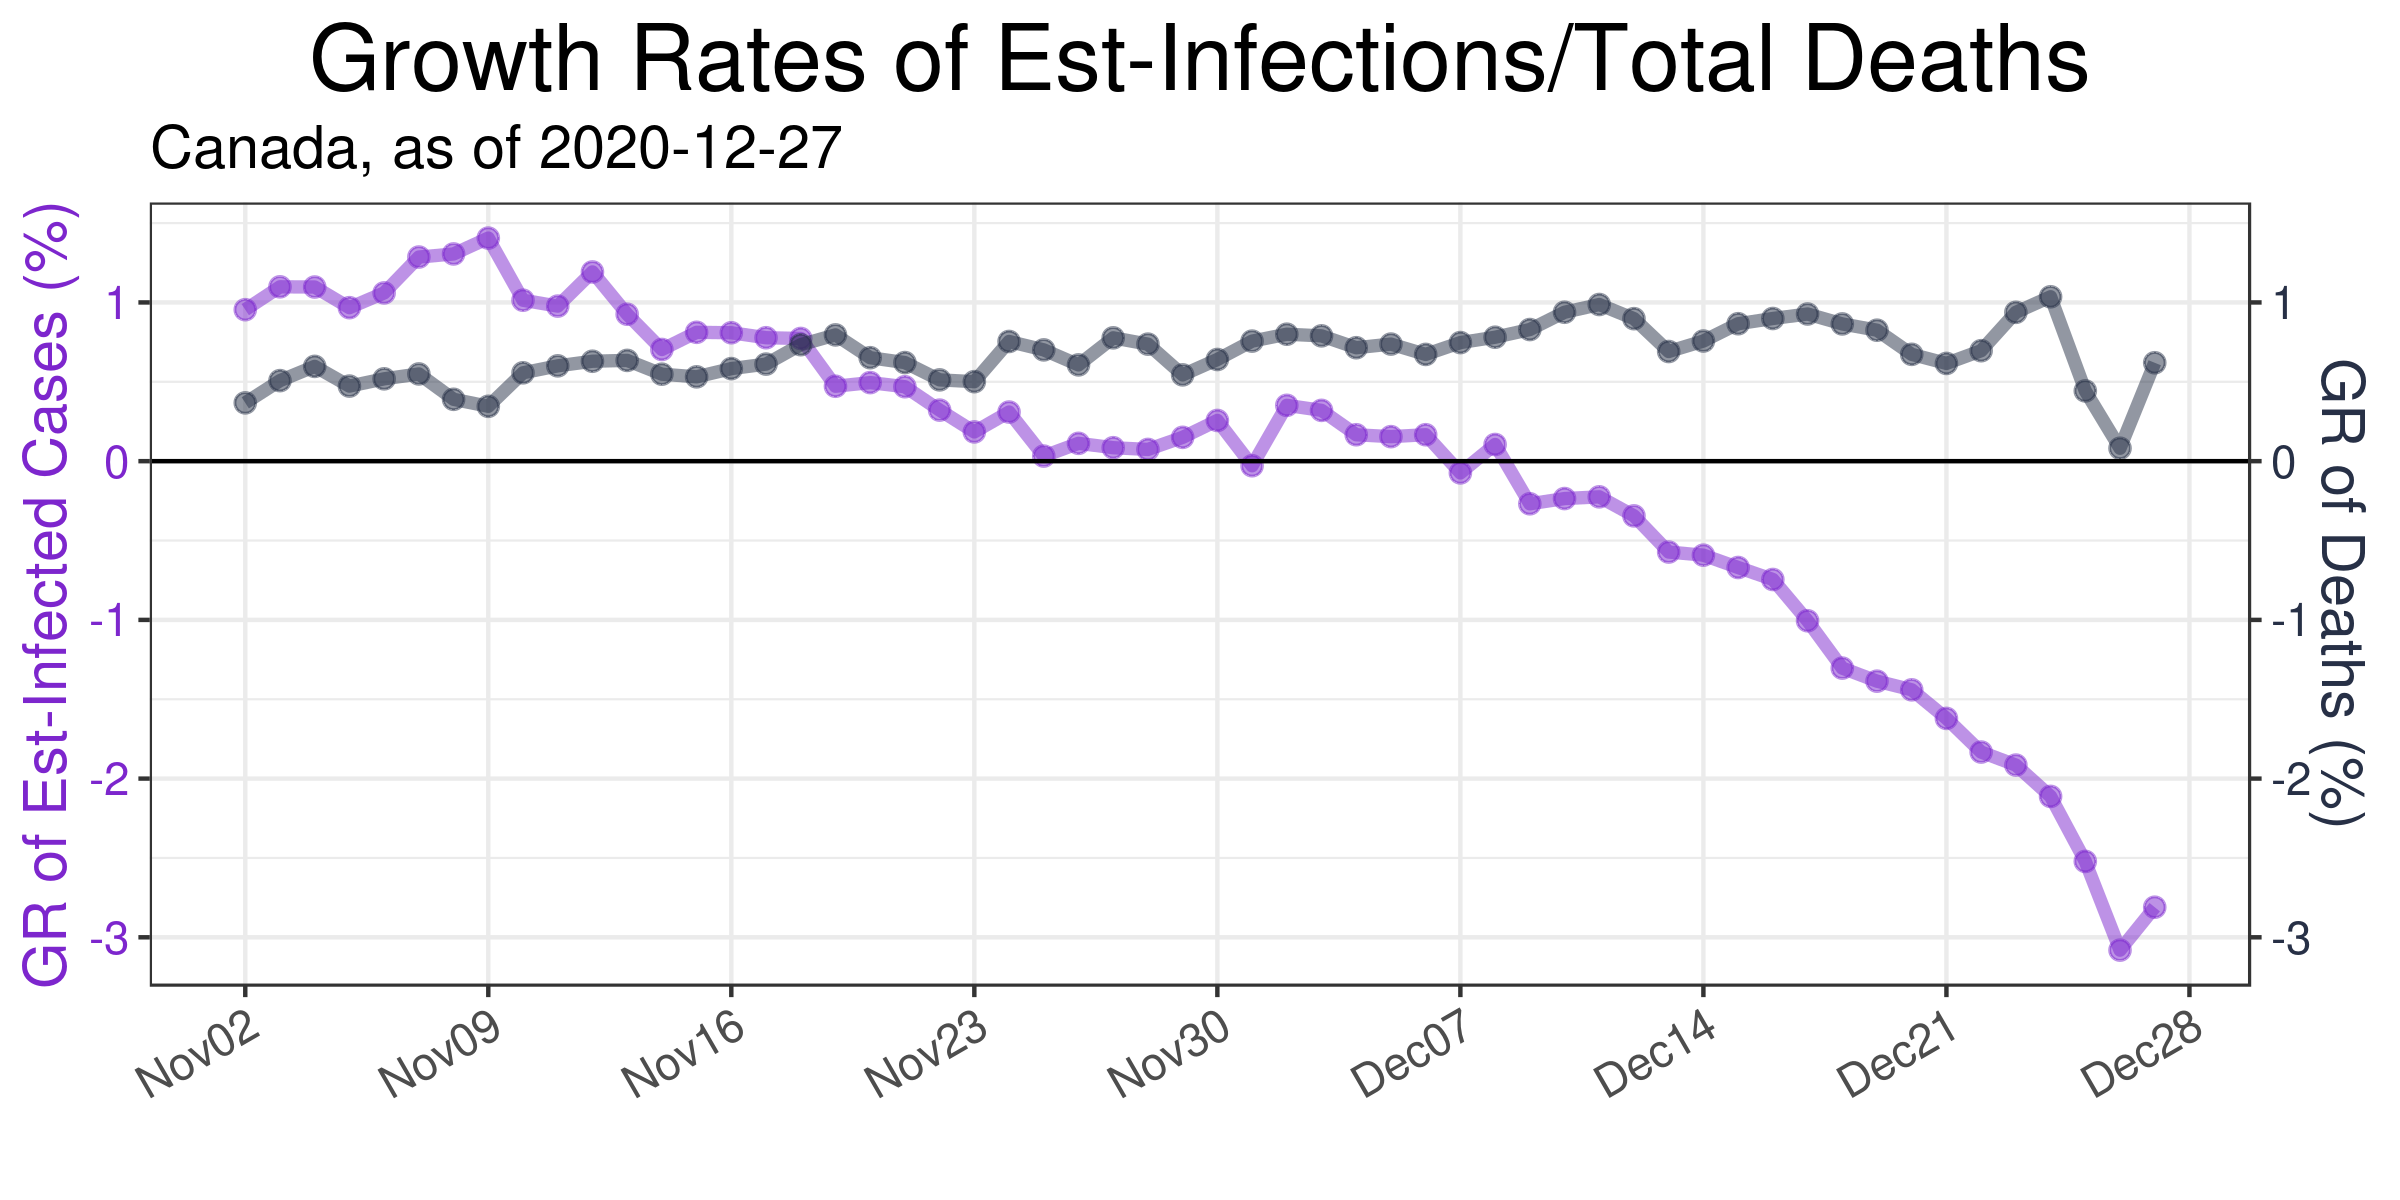 Growth Rates of Est-Infections/Total Deaths
Canada, as of 2020-12-27
GR of Est-Infected Cases (%)
1
0
-1
-2
-3
1
0
-1
-2
-3
GR of Deaths (%)
Nov02
Nov09
Nov16
Nov23
Nov30
Dec07
Dec14
Dec21
Dec28